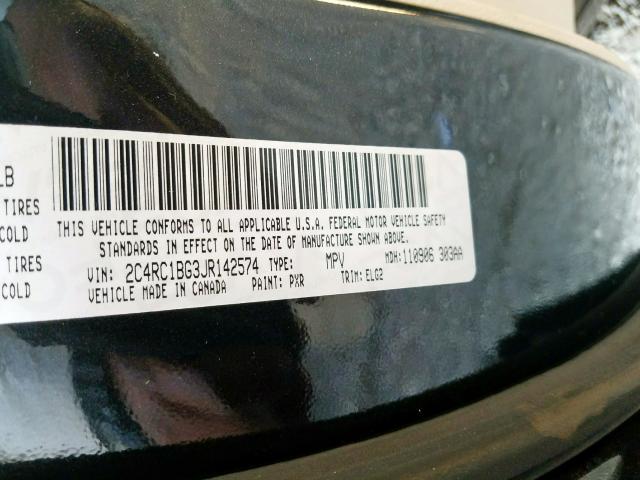 LB
TIRES
COLD
TIRES
COLD
THIS VEHICLE CONFORMS TO ALL APPLICABLE U.S.A. FEDERAL MOTOR VEHICLE SAFETY
STANDARDS IN EFFECT ON THE DATE OF MANUFACTURE SHOWN ABOVE.
VIN: 2C4RC1BG3JR142574 TYPE: MPV MDH: 110906 303AA
VEHICLE MADE IN CANADA PAINT: PXR TRIM: ELG2